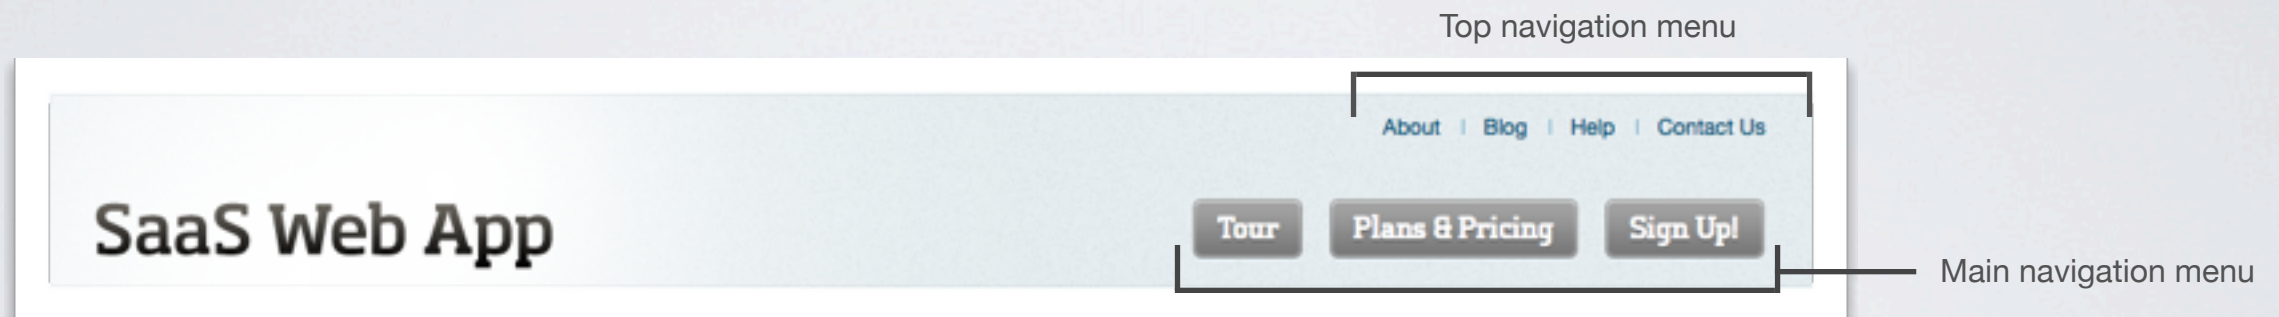 Top navigation menu
About | Blog | Help | Contact Us
SaaS Web App
Tour Plans & Pricing Sign Up!
Main navigation menu